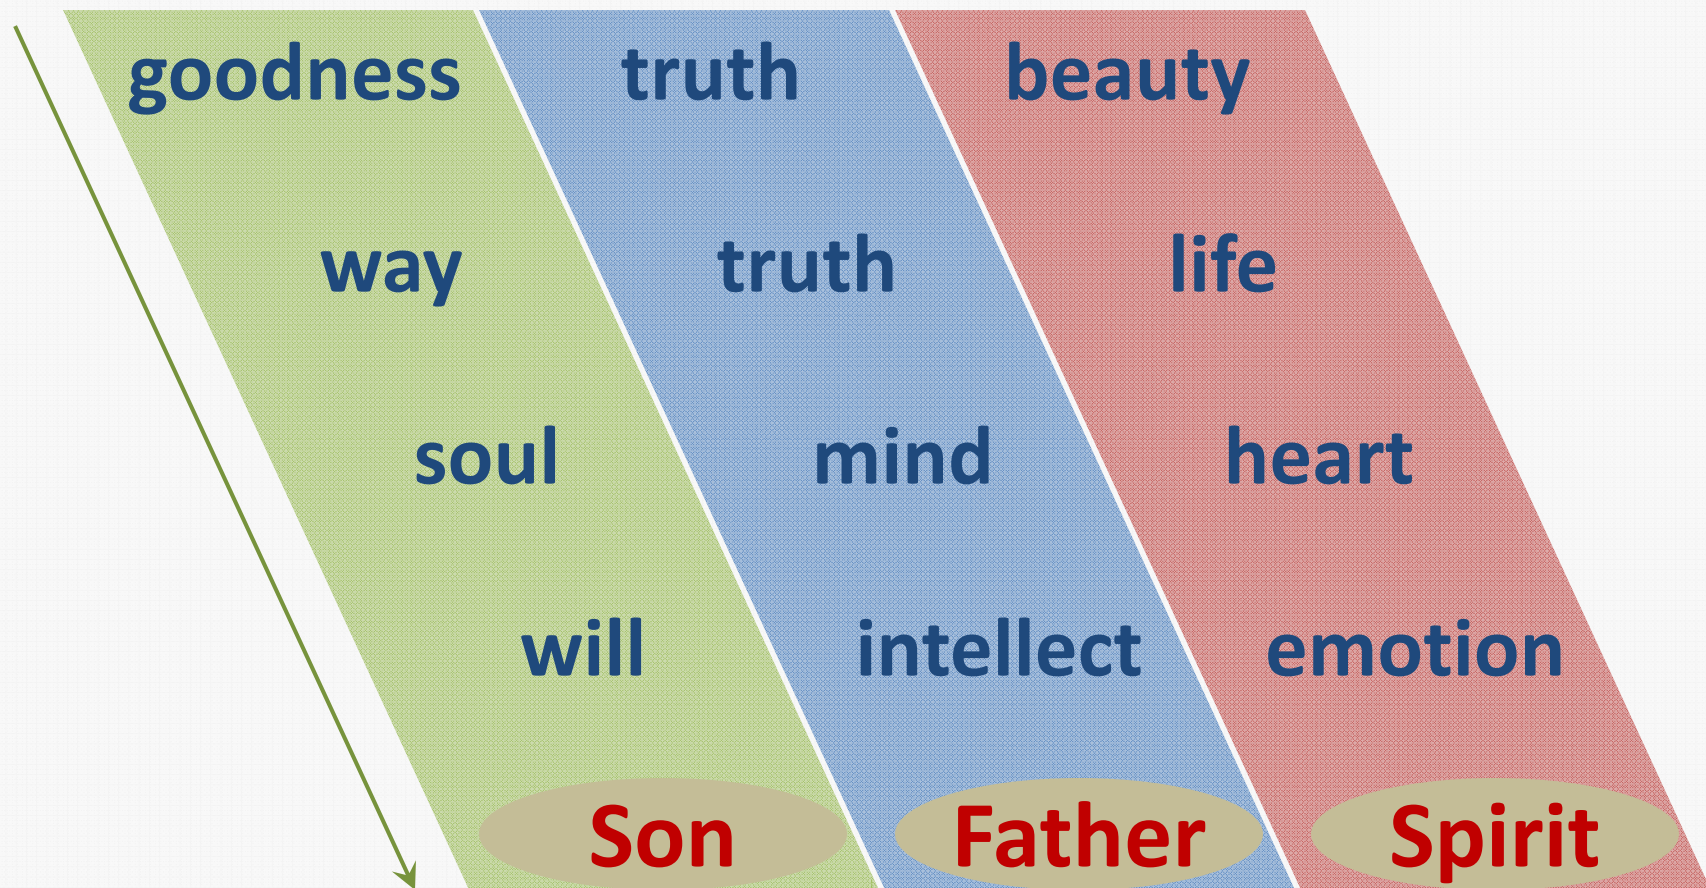 goodness truth beauty
way truth life
soul mind heart
will intellect emotion
Son Father Spirit